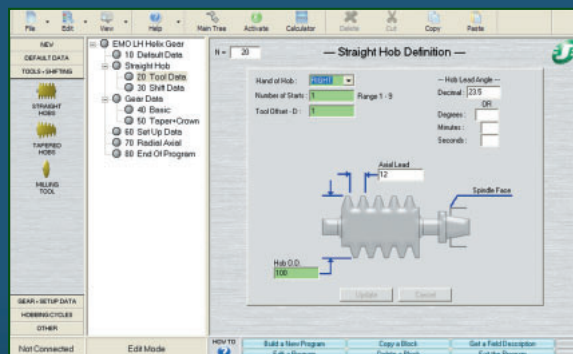 File
Edit
View
Help
Main Tree
Activate
Calculator
Delete
Cut
Copy
Paste
NEW
DEFAULT DATA
TOOLS+SHIFTING
STRAIGHT
HOBS
TAPERED
HOBS
MILLING
TOOL
GEAR+SETUP DATA
HOBBING CYCLES
OTHER
EMO LH Helix Gear
10 Default Data
Straight Hob
20 Tool Data
30 Shift Data
Gear Data
40 Basic
50 Taper+Crown
60 Set Up Data
70 Radial Axial
80 End Of Program
N = 20
— Straight Hob Definition —
Hand of Hob: RIGHT
Number of Starts: 1 Range 1 - 9
Tool Offset - D: 1
-- Hob Lead Angle --
Decimal: 23.5
OR
Degrees:
Minutes:
Seconds:
Axial Lead
12
Spindle Face
Hob O.D.
100
Update
Cancel
Not Connected
Edit Mode
HOW TO
Build a New Program
Copy a Block
Get a Field Description